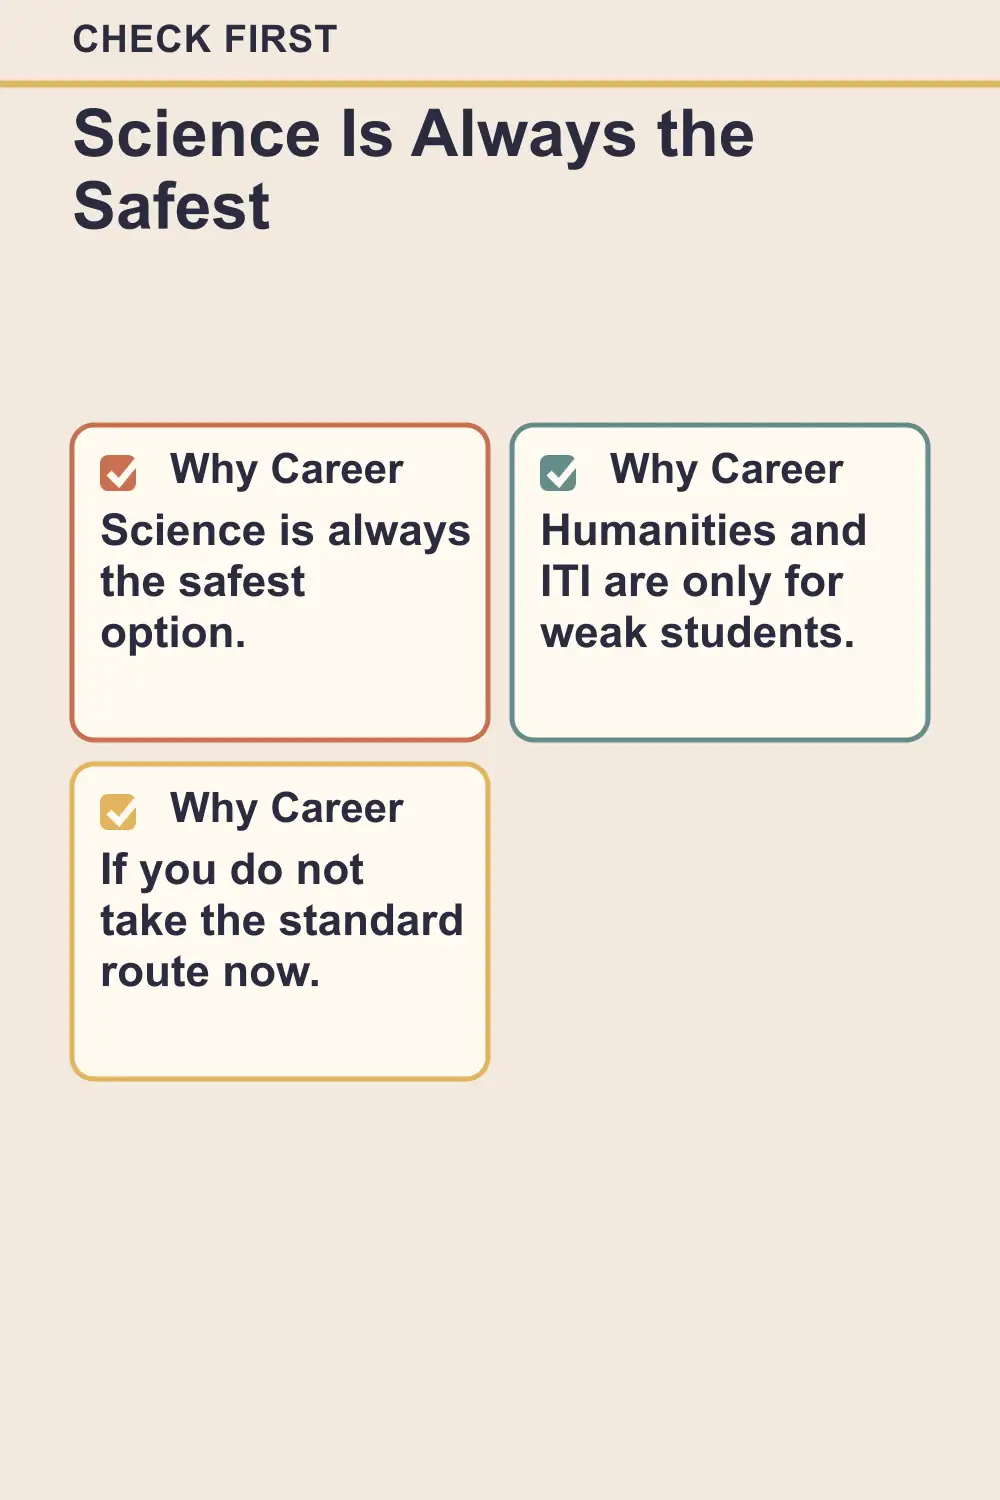 CHECK FIRST
Science Is Always the
Safest
Why Career
Science is always
the safest
option.
Why Career
Humanities and
ITI are only for
weak students.
Why Career
If you do not
take the standard
route now.